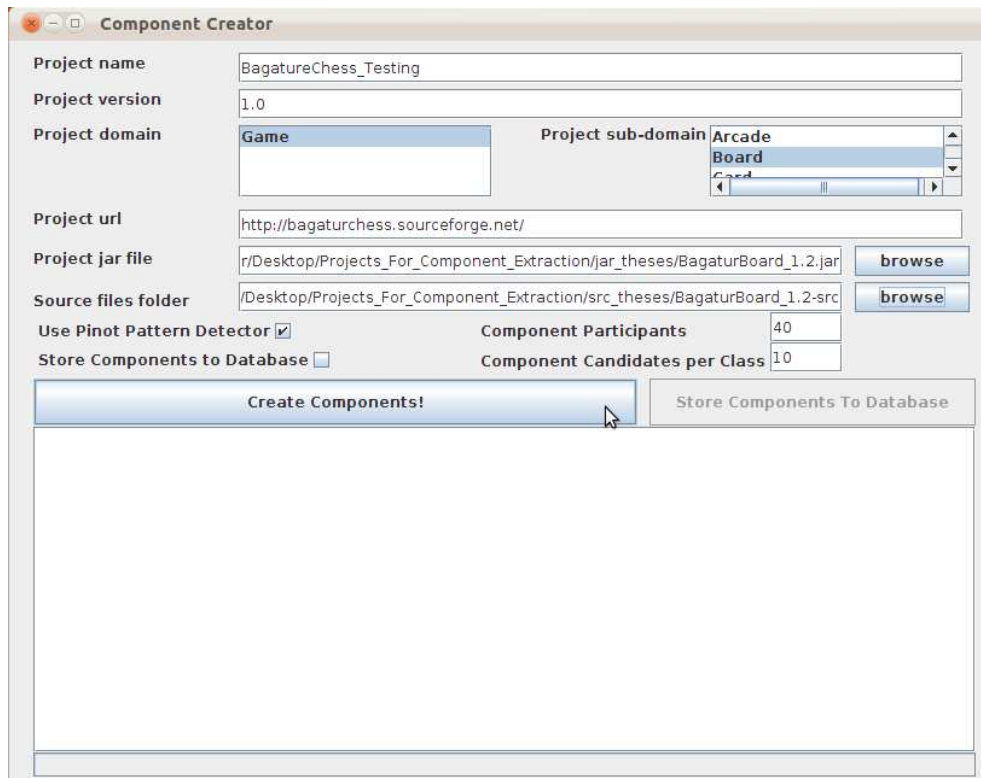 Component Creator
Project name
BagatureChess_Testing
Project version
1.0
Project domain
Game
Project sub-domain
Arcade
Board
Card
Project url
http://bagaturchess.sourceforge.net/
Project jar file
r/Desktop/Projects_For_Component_Extraction/jar_theses/BagaturBoard_1.2.jar
browse
Source files folder
/Desktop/Projects_For_Component_Extraction/src_theses/BagaturBoard_1.2-src
browse
Use Pinot Pattern Detector
Component Participants
40
Store Components to Database
Component Candidates per Class
10
Create Components!
Store Components To Database